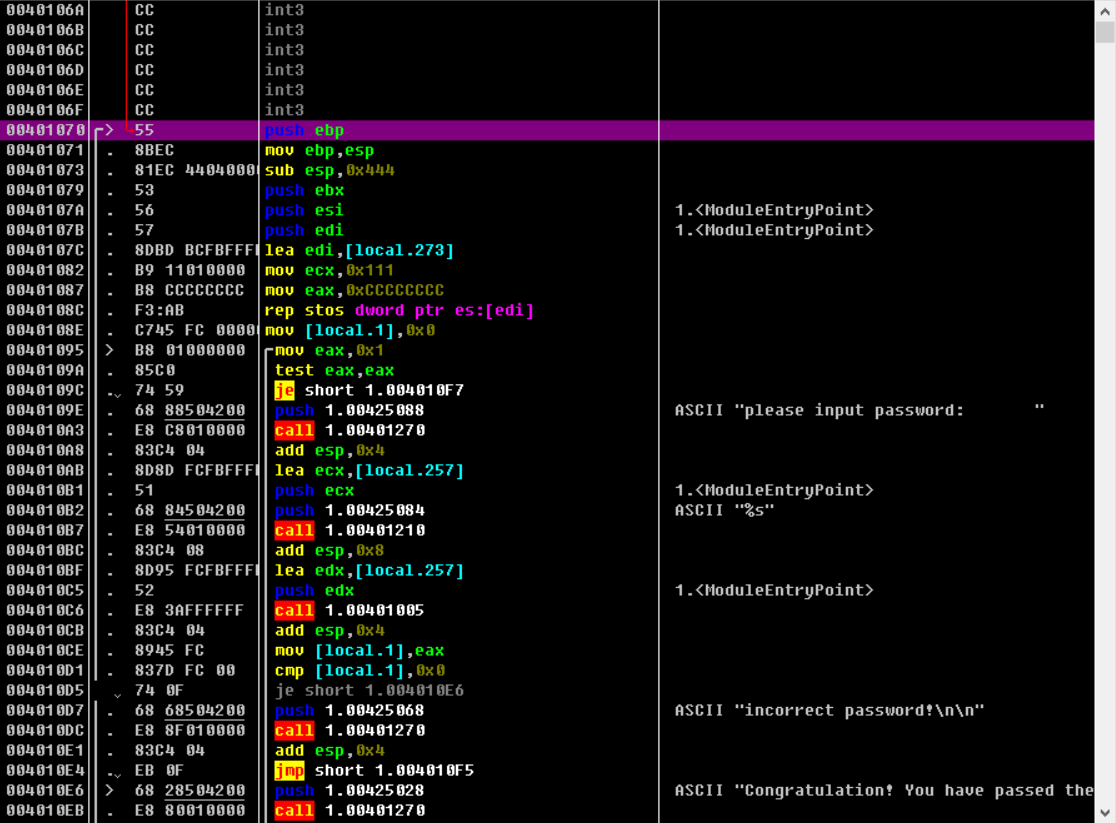 0040106A CC int3
0040106B CC int3
0040106C CC int3
0040106D CC int3
0040106E CC int3
0040106F CC int3
00401070 > 55 push ebp
00401071 . 8BEC mov ebp,esp
00401073 . 81EC 44040000 sub esp,0x444
00401079 . 53 push ebx
0040107A . 56 push esi 1.<ModuleEntryPoint>
0040107B . 57 push edi 1.<ModuleEntryPoint>
0040107C . 8DBD BCFBFFFF lea edi,[local.273]
00401082 . B9 11010000 mov ecx,0x111
00401087 . B8 CCCCCCCC mov eax,0xCCCCCCCC
0040108C . F3:AB rep stos dword ptr es:[edi]
0040108E . C745 FC 0000 mov [local.1],0x0
00401095 > B8 01000000 mov eax,0x1
0040109A . 85C0 test eax,eax
0040109C . 74 59 je short 1.004010F7
0040109E . 68 88504200 push 1.00425088 ASCII "please input password:       "
004010A3 . E8 C8010000 call 1.00401270
004010A8 . 83C4 04 add esp,0x4
004010AB . 8D8D FCFBFFFF lea ecx,[local.257]
004010B1 . 51 push ecx 1.<ModuleEntryPoint>
004010B2 . 68 84504200 push 1.00425084 ASCII "%s"
004010B7 . E8 54010000 call 1.00401210
004010BC . 83C4 08 add esp,0x8
004010BF . 8D95 FCFBFFFF lea edx,[local.257]
004010C5 . 52 push edx 1.<ModuleEntryPoint>
004010C6 . E8 3AFFFFFF call 1.00401005
004010CB . 83C4 04 add esp,0x4
004010CE . 8945 FC mov [local.1],eax
004010D1 . 837D FC 00 cmp [local.1],0x0
004010D5 74 0F je short 1.004010E6
004010D7 . 68 68504200 push 1.00425068 ASCII "incorrect password!\n\n"
004010DC . E8 8F010000 call 1.00401270
004010E1 . 83C4 04 add esp,0x4
004010E4 . EB 0F jmp short 1.004010F5
004010E6 > 68 28504200 push 1.00425028 ASCII "Congratulation! You have passed the
004010EB . E8 80010000 call 1.00401270